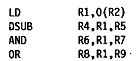 LD R1,0(R2)
DSUB R4,R1,R5
AND R6,R1,R7
OR R8,R1,R9